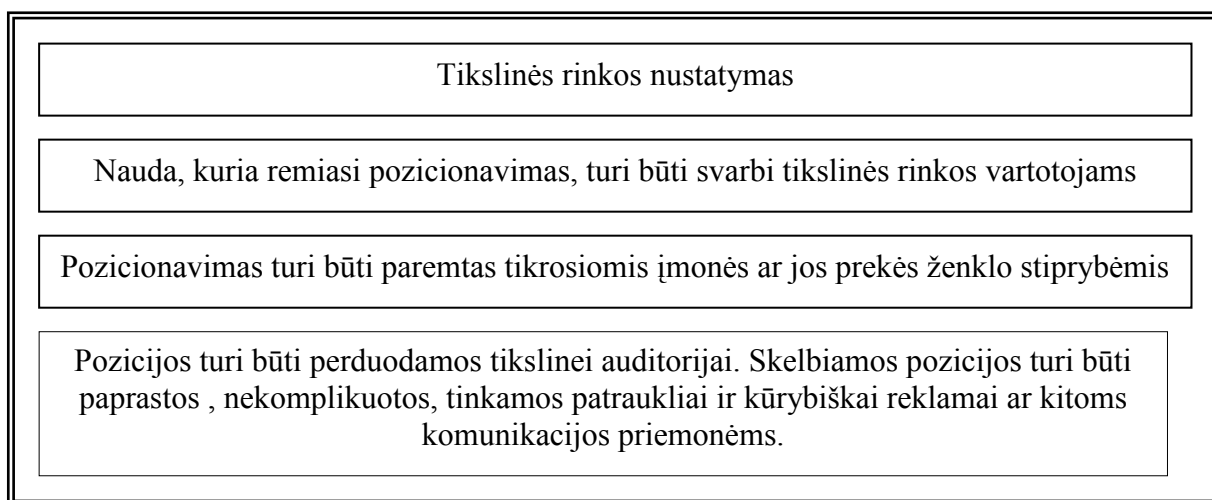 Tikslinės rinkos nustatymas
Nauda, kuria remiasi pozicionavimas, turi būti svarbi tikslinės rinkos vartotojams
Pozicionavimas turi būti paremtas tikrosiomis įmonės ar jos prekės ženklo stiprybėmis
Pozicijos turi būti perduodamos tikslinei auditorijai. Skelbiamos pozicijos turi būti
paprastos , nekomplikuotos, tinkamos patraukliai ir kūrybiškai reklamai ar kitoms
komunikacijos priemonėms.